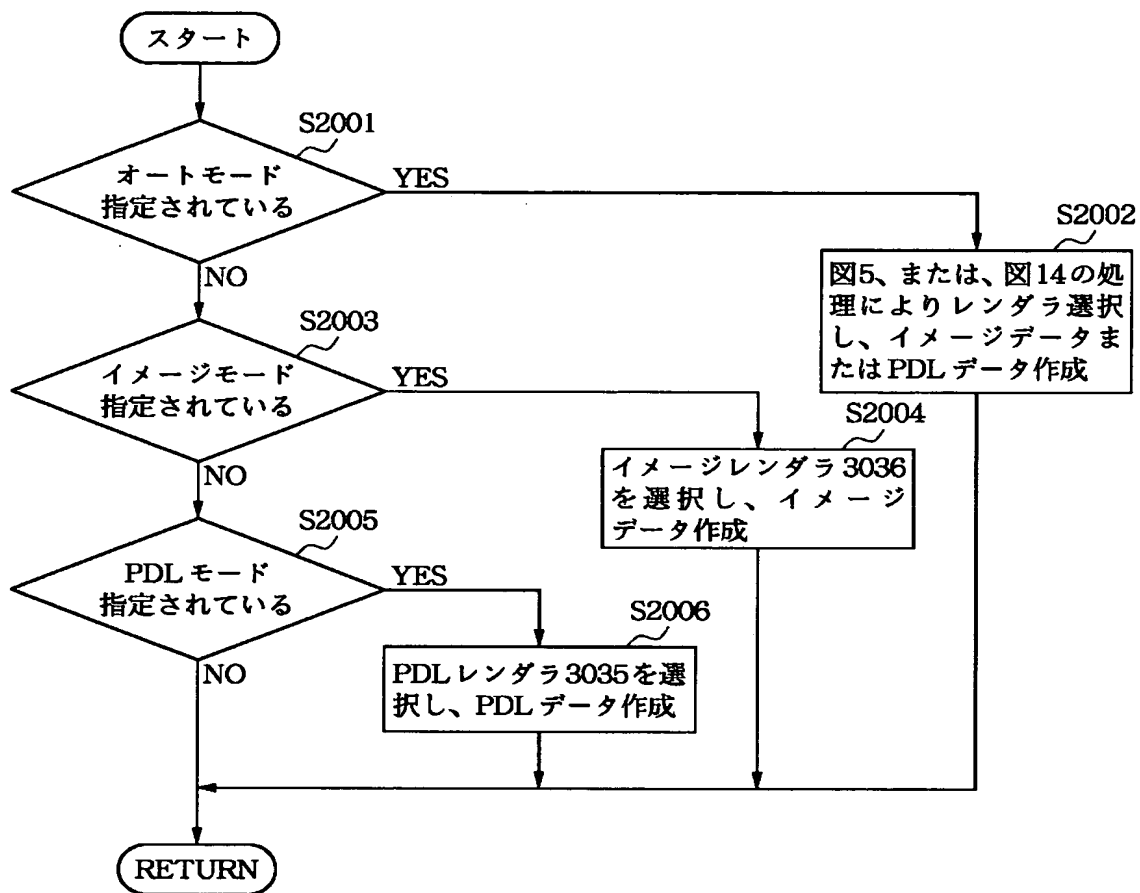 スタート
S2001
オートモード
指定されている
YES
NO
S2002
図5、または、図14の処
理によりレンダラ選択
し、イメージデータま
たはPDLデータ作成
S2003
イメージモード
指定されている
YES
NO
S2004
イメージレンダラ3036
を選択し、イメージ
データ作成
S2005
PDLモード
指定されている
YES
NO
S2006
PDLレンダラ3035を選
択し、PDLデータ作成
RETURN